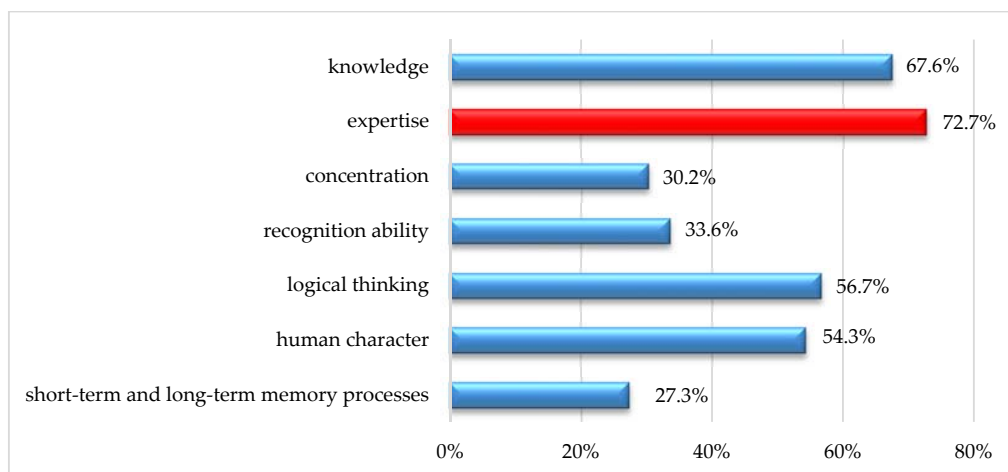 knowledge 67.6%
expertise 72.7%
concentration 30.2%
recognition ability 33.6%
logical thinking 56.7%
human character 54.3%
short-term and long-term memory processes 27.3%
0% 20% 40% 60% 80%